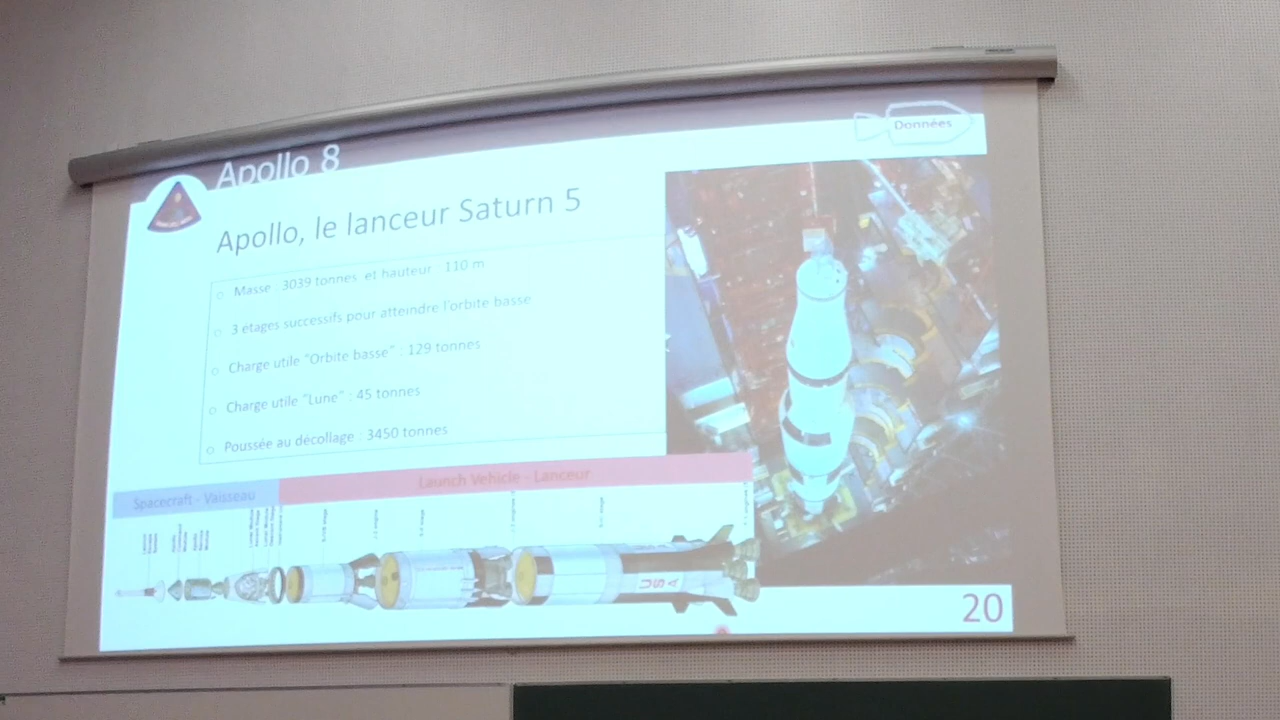 Apollo 8
Données
Apollo, le lanceur Saturn 5
Masse : 3039 tonnes et hauteur : 110 m
3 étages successifs pour atteindre l'orbite basse
Charge utile "Orbite basse" : 129 tonnes
Charge utile "Lune" : 45 tonnes
Poussée au décollage : 3450 tonnes
Spacecraft - Vaisseau
Launch Vehicle - Lanceur
USA
20